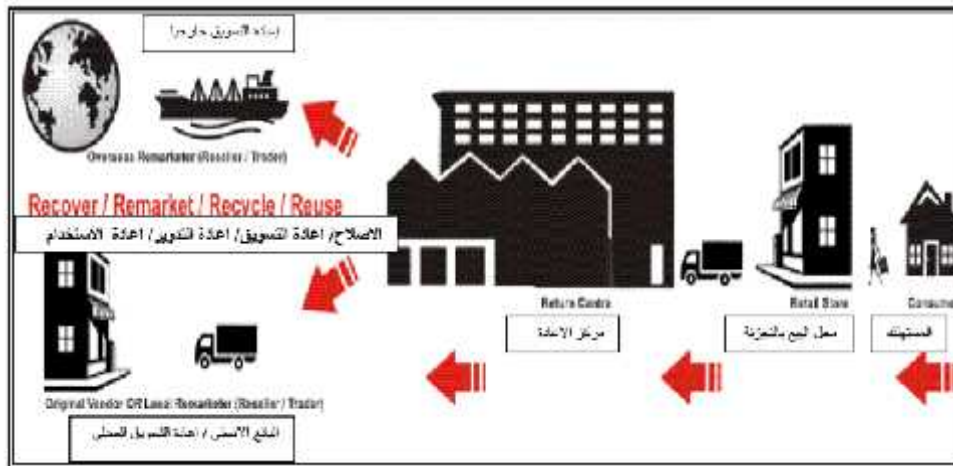 إعادة التسويق خارجيا
Overseas Remarketer (Reseller / Trader)
Recover / Remarket / Recycle / Reuse
الاصلاح/ اعادة التسويق/ اعادة التدوير/ اعادة الأستخدام
Return Centre
Retail Store
Consume
مركز الاعادة
محل البيع بالتجزئة
المستهلك
Original Vendor OR Local Remarketer (Reseller / Trader)
البائع الاصلي / اعادة التسويق المحلي